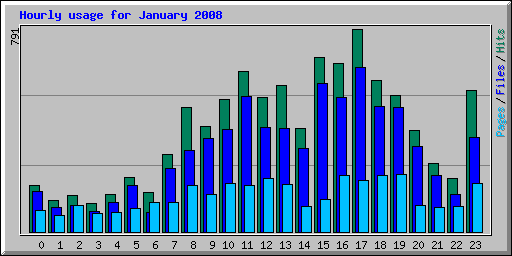 Hourly usage for January 2008
791
Pages/Files/Hits
0 1 2 3 4 5 6 7 8 9 10 11 12 13 14 15 16 17 18 19 20 21 22 23